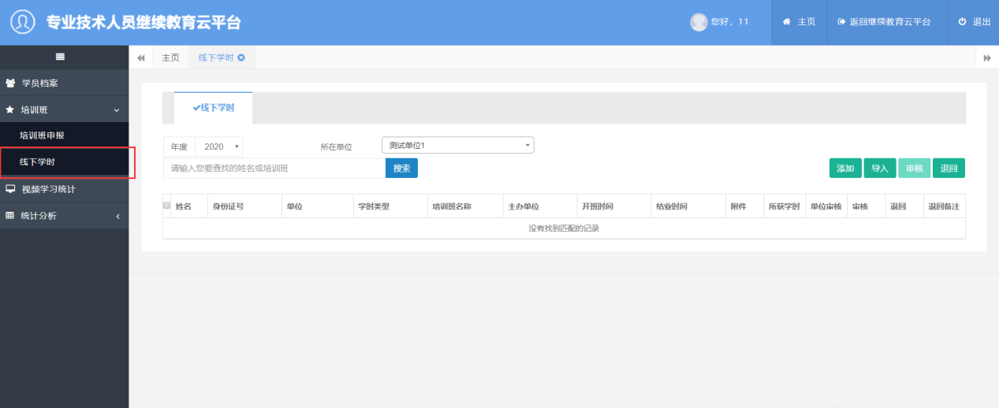 专业技术人员继续教育云平台
您好，11
主页
返回继续教育云平台
退出
主页
线下学时
学员档案
培训班
培训班申报
线下学时
视频学习统计
统计分析
线下学时
年度 2020 所在单位 测试单位1
请输入您要查找的姓名或培训班 搜索 添加 导入 审核 退回
姓名 身份证号 单位 学时类型 培训班名称 主办单位 开班时间 结业时间 附件 所获学时 单位审核 审核 退回 退回备注
没有找到匹配的记录